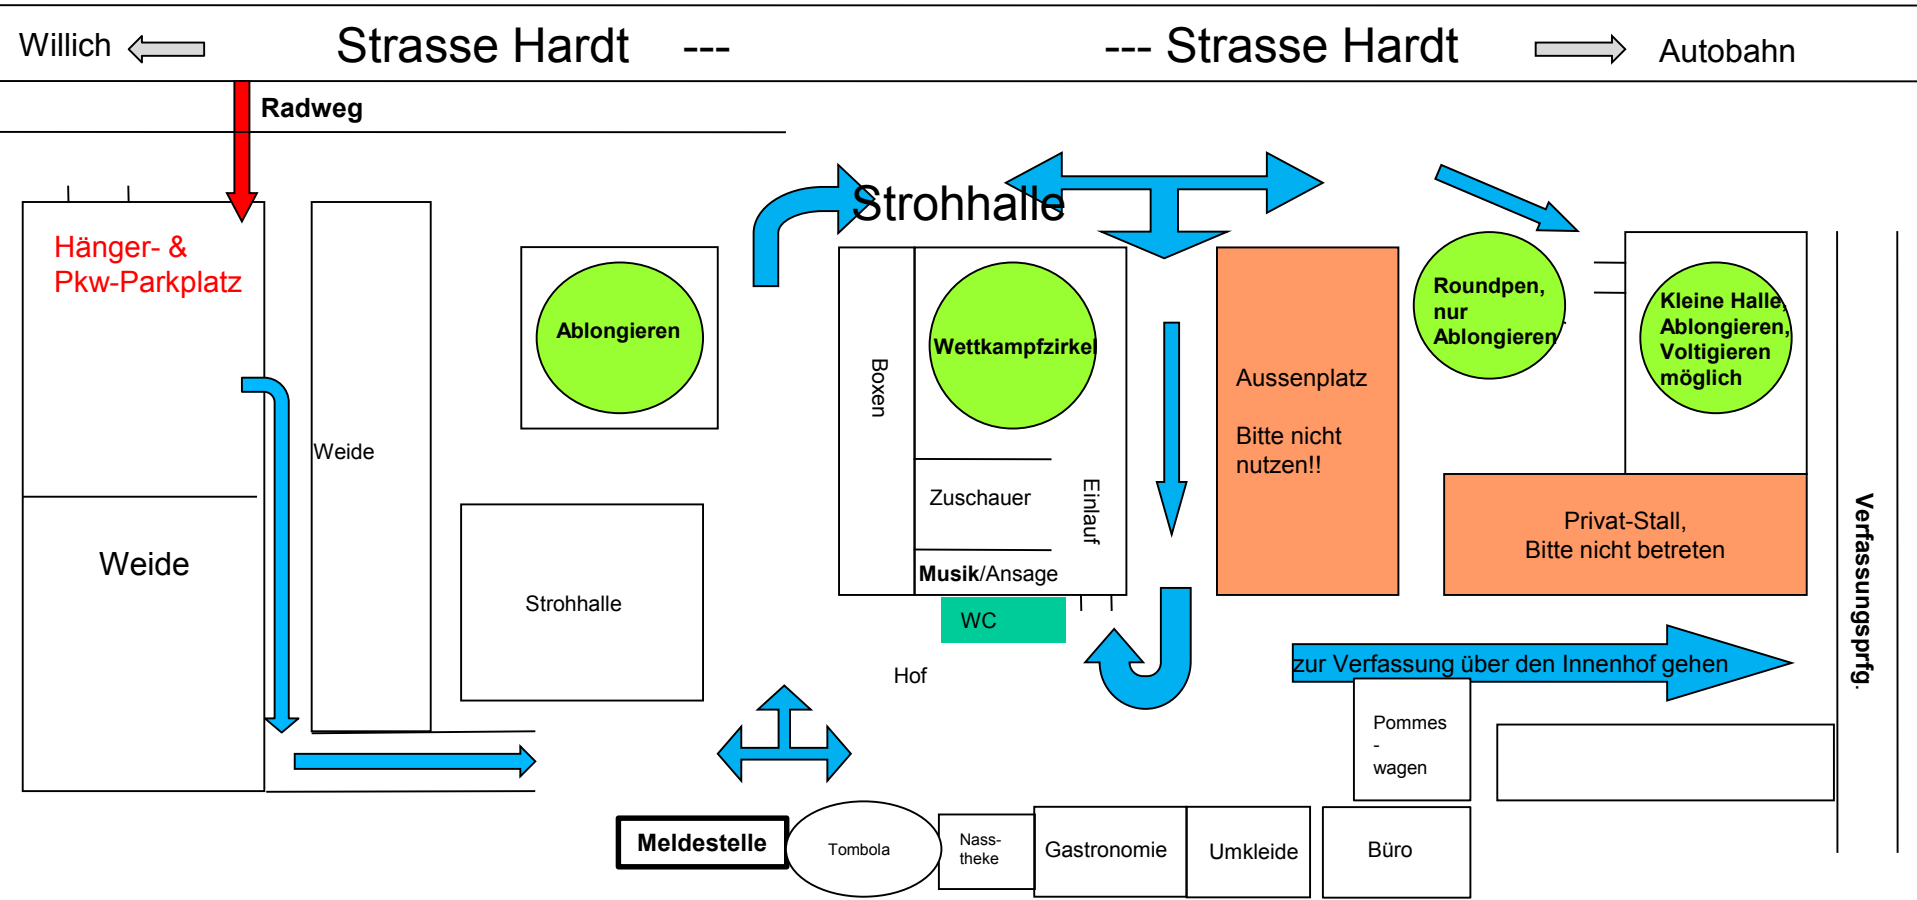 Willich
Strasse Hardt ---
--- Strasse Hardt
Autobahn
Radweg
Strohhalle
Hänger- &
Pkw-Parkplatz
Ablongieren
Boxen
Wettkampfzirkel
Aussenplatz
Bitte nicht
nutzen!!
Roundpen,
nur
Ablongieren
Kleine Halle,
Ablongieren,
Voltigieren
möglich
Weide
Zuschauer
Einlauf
Musik/Ansage
WC
Privat-Stall,
Bitte nicht betreten
Verfassungsprfg.
Weide
Strohhalle
Hof
zur Verfassung über den Innenhof gehen
Pommes
-
wagen
Meldestelle
Tombola
Nass-
theke
Gastronomie
Umkleide
Büro